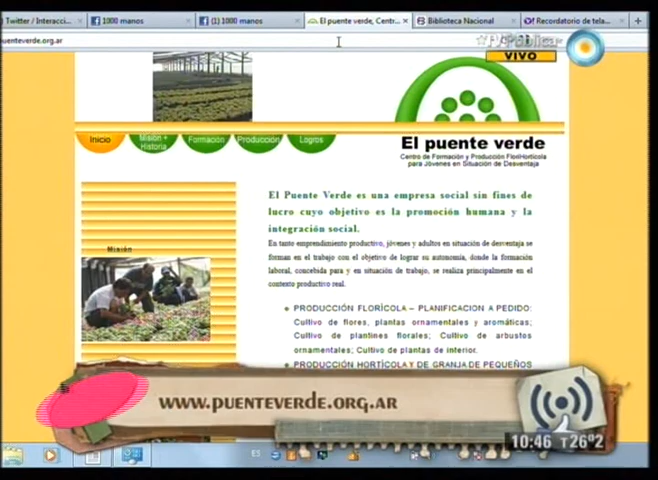 Twitter / Interacci...
1000 manos
(1) 1000 manos
El puente verde, Centr...
Biblioteca Nacional
Recordatorio de tela...
uenteverde.org.ar
TV Pública
VIVO
Inicio
Misión +
Historia
Formación
Producción
Logros
El puente verde
Centro de Formación y Producción FloriHortícola
para Jóvenes en Situación de Desventaja
El Puente Verde es una empresa social sin fines de
lucro cuyo objetivo es la promoción humana y la
integración social.
En tanto emprendimiento productivo, jóvenes y adultos en situación de desventaja se
forman en el trabajo con el objetivo de lograr su autonomía, donde la formación
laboral, concebida para y en situación de trabajo, se realiza principalmente en el
contexto productivo real.
Misión
PRODUCCIÓN FLORÌCOLA – PLANIFICACION A PEDIDO:
Cultivo de flores, plantas ornamentales y aromáticas;
Cultivo de plantines florales; Cultivo de arbustos
ornamentales; Cultivo de plantas de interior.
PRODUCCIÓN HORTÍCOLA Y DE GRANJA DE PEQUEÑOS
WWW.PUENTEVERDE.ORG.AR
10:46 T26º2
ES